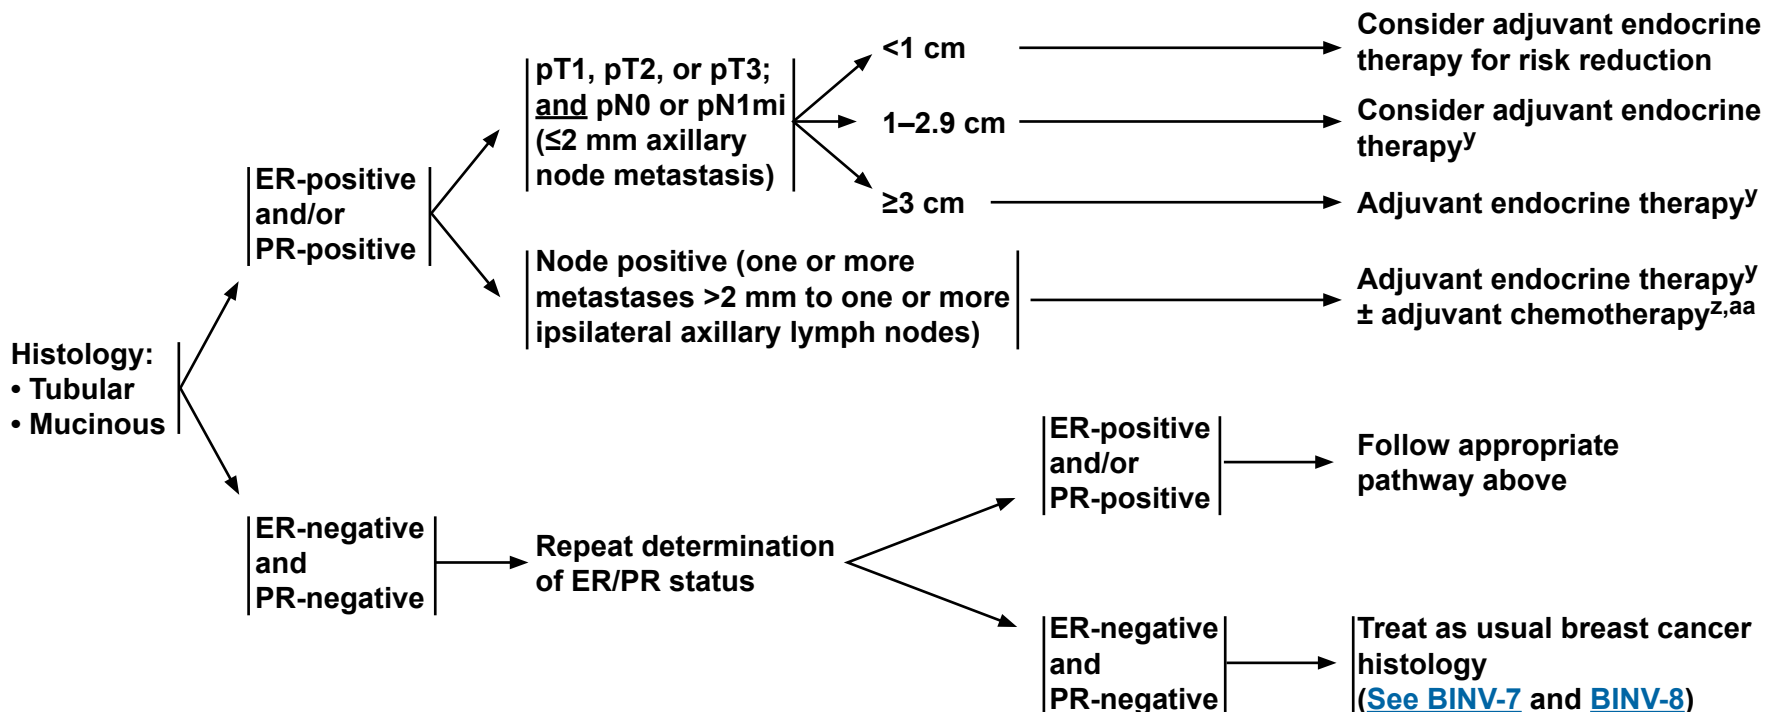 Histology:
• Tubular
• Mucinous
ER-positive
and/or
PR-positive
pT1, pT2, or pT3;
and pN0 or pN1mi
(≤2 mm axillary
node metastasis)
<1 cm
Consider adjuvant endocrine
therapy for risk reduction
1–2.9 cm
Consider adjuvant endocrine
therapyy
≥3 cm
Adjuvant endocrine therapyy
Node positive (one or more
metastases >2 mm to one or more
ipsilateral axillary lymph nodes)
Adjuvant endocrine therapyy
± adjuvant chemotherapyz,aa
ER-negative
and
PR-negative
Repeat determination
of ER/PR status
ER-positive
and/or
PR-positive
Follow appropriate
pathway above
ER-negative
and
PR-negative
Treat as usual breast cancer
histology
(See BINV-7 and BINV-8)